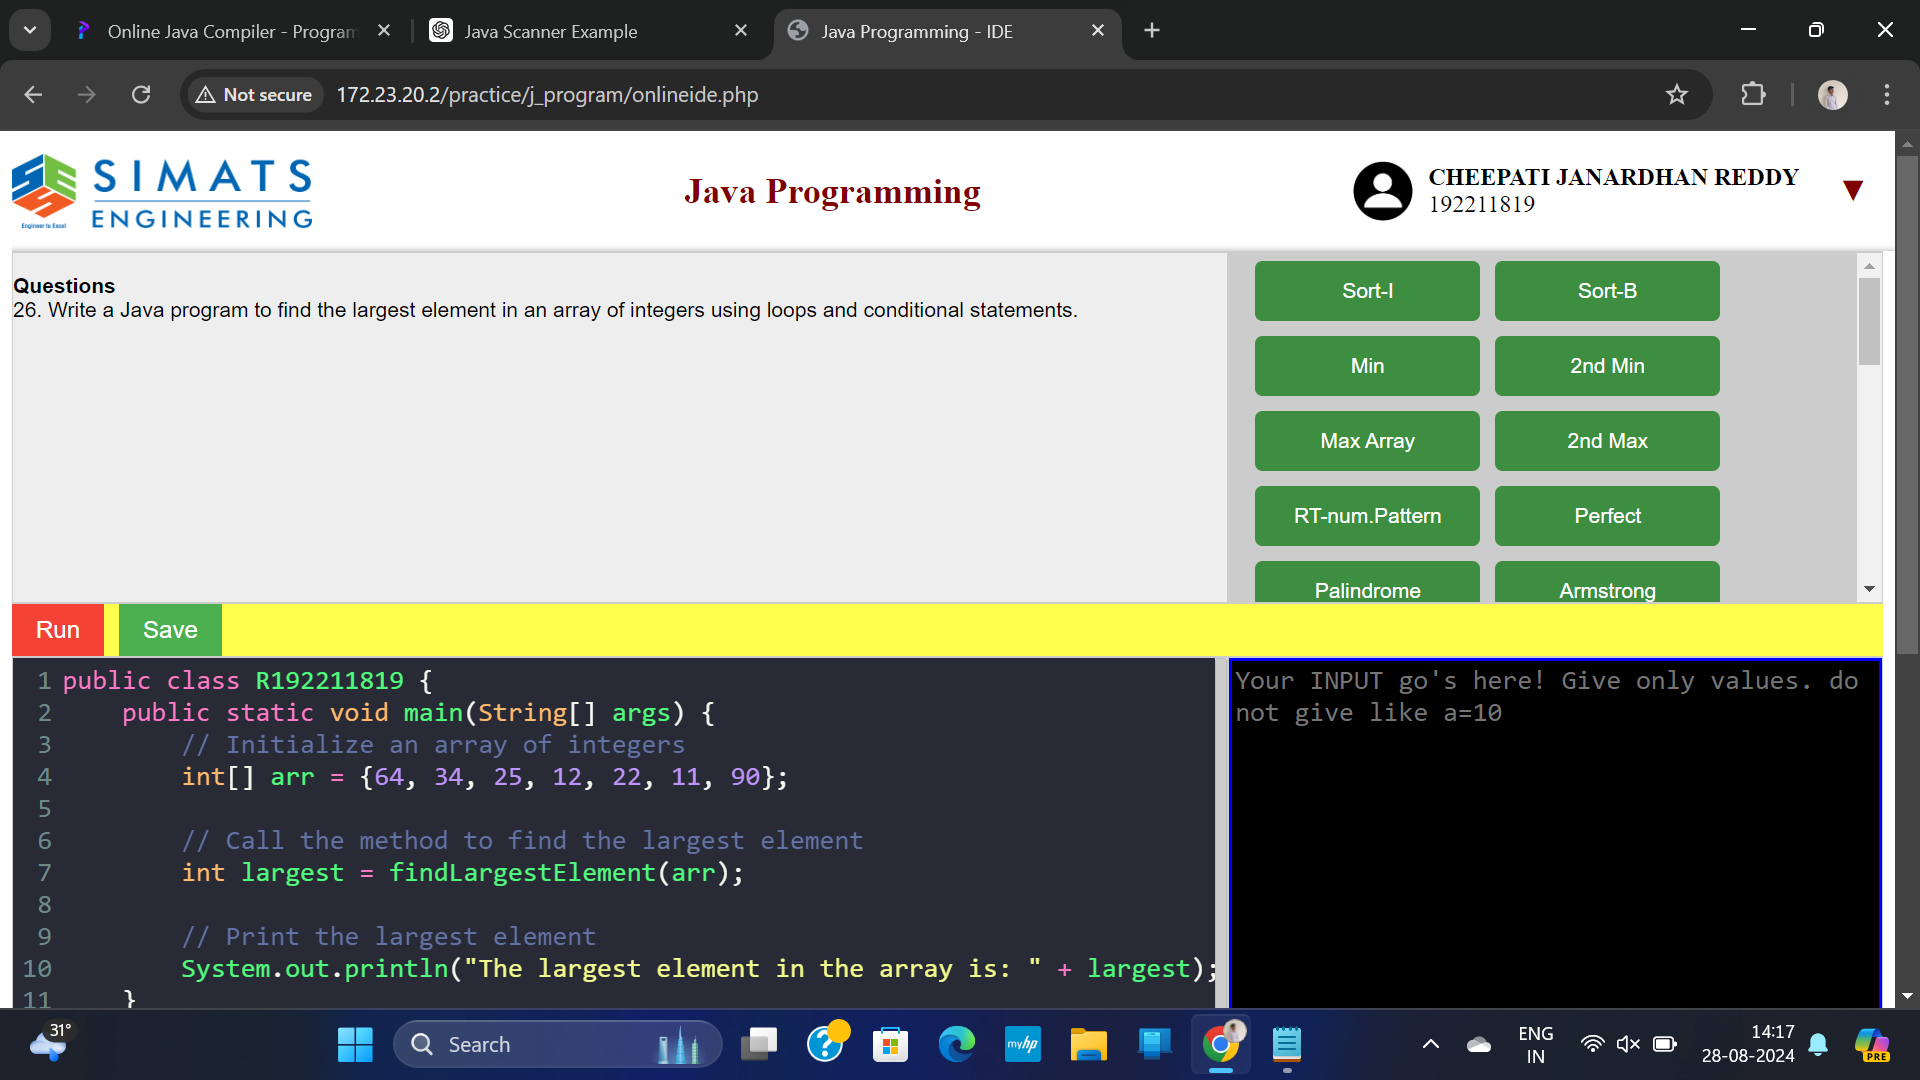 Online Java Compiler - Program
Java Scanner Example
Java Programming - IDE
Not secure
172.23.20.2/practice/j_program/onlineide.php
SIMATS
ENGINEERING
Engineer to Excel
Java Programming
CHEEPATI JANARDHAN REDDY
192211819
Questions
26. Write a Java program to find the largest element in an array of integers using loops and conditional statements.
Sort-I
Sort-B
Min
2nd Min
Max Array
2nd Max
RT-num.Pattern
Perfect
Palindrome
Armstrong
Run
Save
1 public class R192211819 {
2     public static void main(String[] args) {
3         // Initialize an array of integers
4         int[] arr = {64, 34, 25, 12, 22, 11, 90};
5
6         // Call the method to find the largest element
7         int largest = findLargestElement(arr);
8
9         // Print the largest element
10         System.out.println("The largest element in the array is: " + largest);
11     }
Your INPUT go's here! Give only values. do
not give like a=10
31°
Search
myhp
ENG
IN
14:17
28-08-2024
PRE